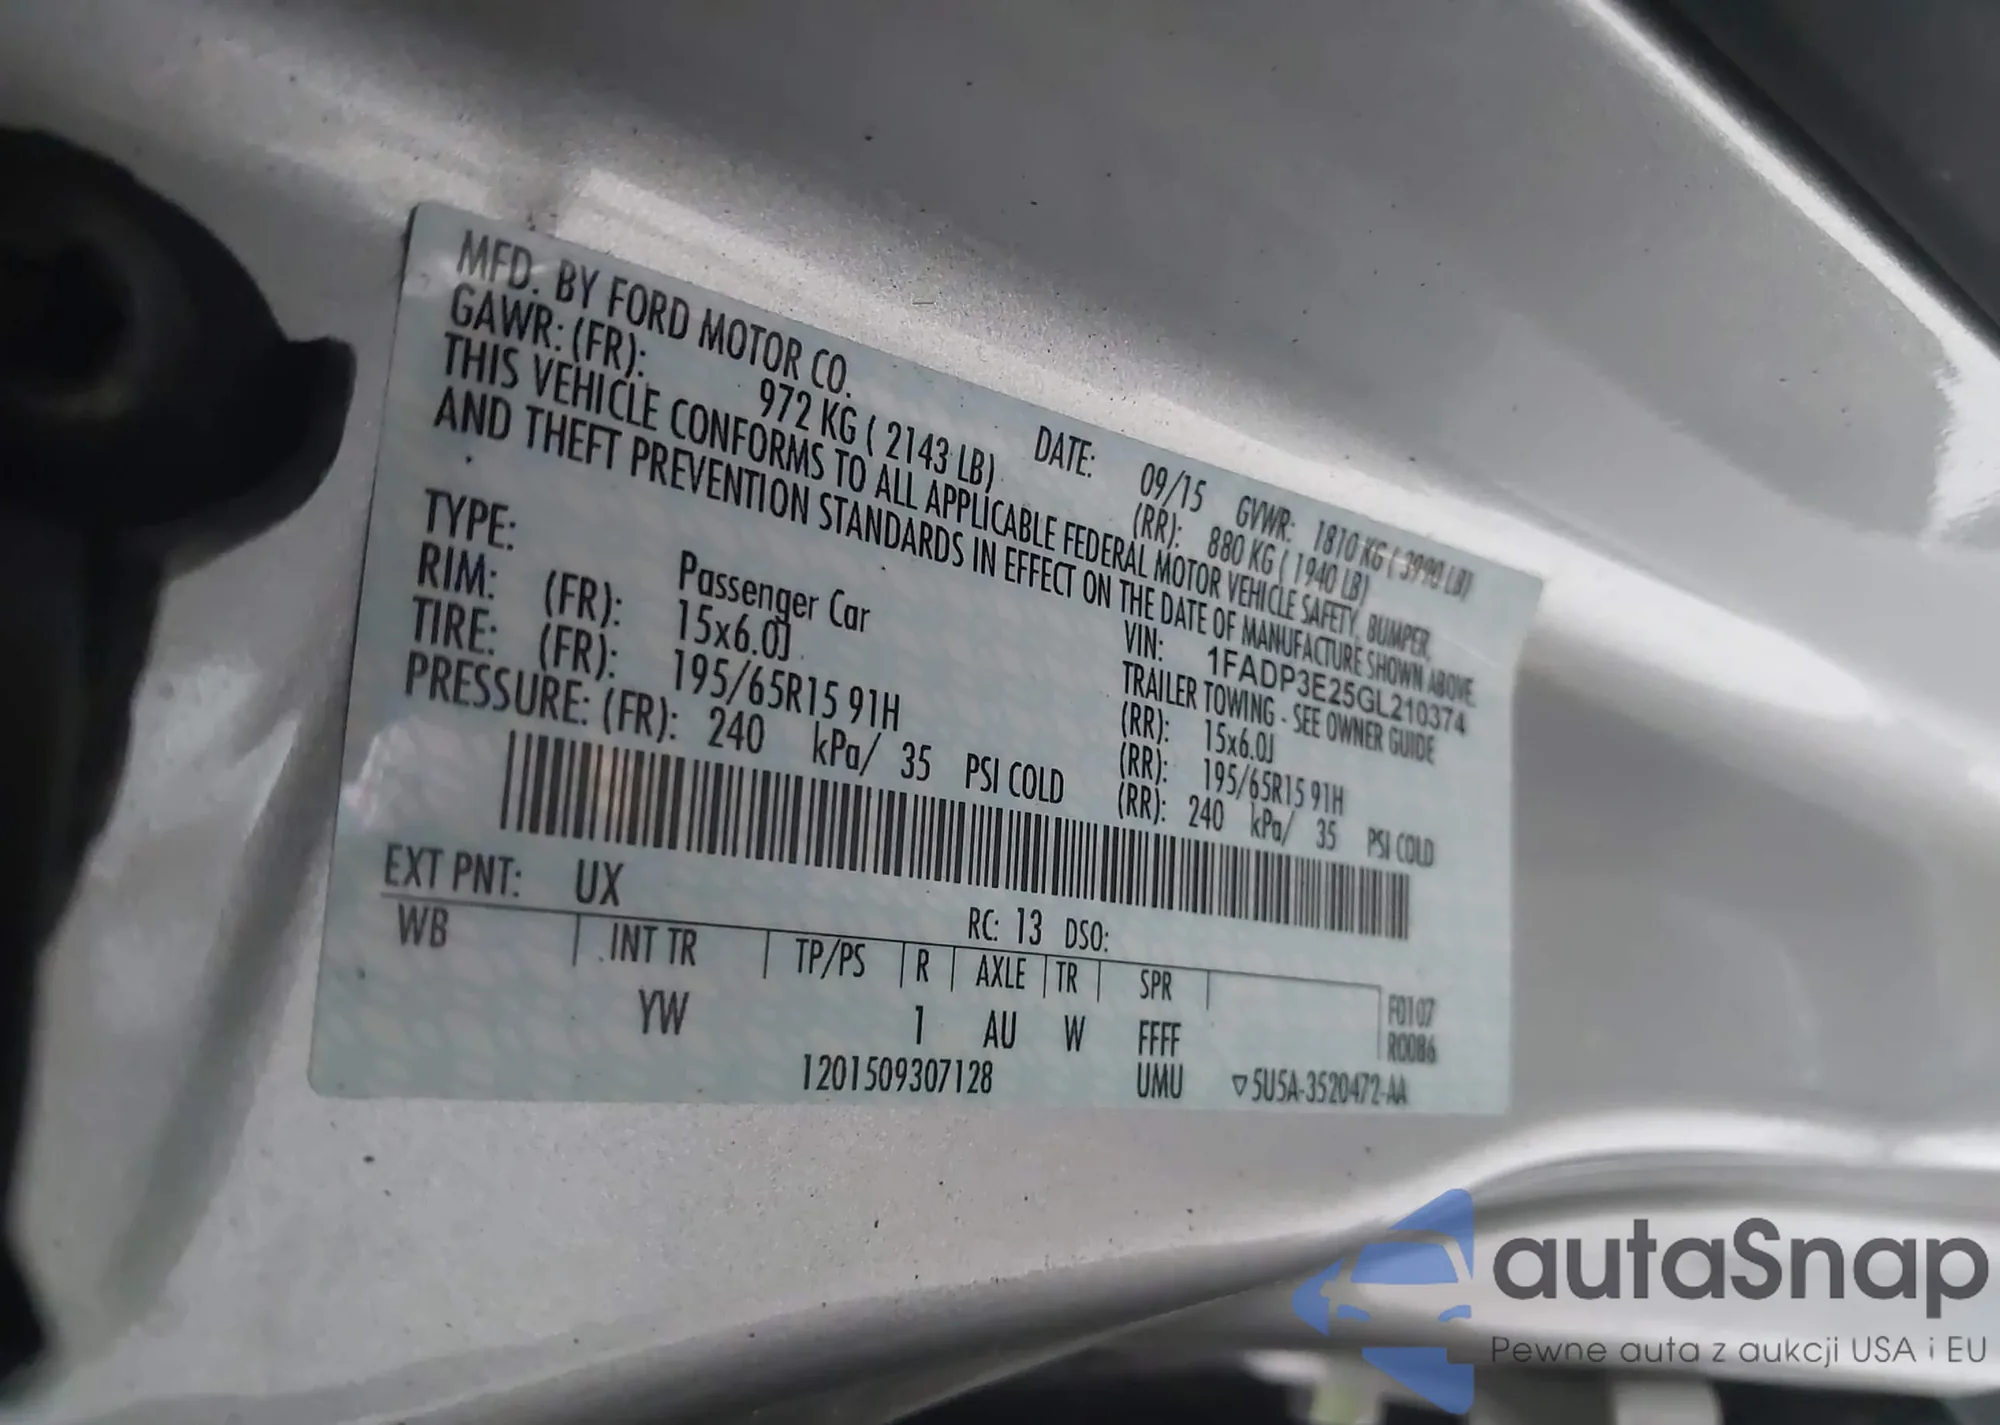 MFD. BY FORD MOTOR CO. DATE: 09/15 GVWR: 1810 KG ( 3990 LB)
GAWR: (FR): 972 KG ( 2143 LB) (RR): 880 KG ( 1940 LB)
THIS VEHICLE CONFORMS TO ALL APPLICABLE FEDERAL MOTOR VEHICLE SAFETY, BUMPER,
AND THEFT PREVENTION STANDARDS IN EFFECT ON THE DATE OF MANUFACTURE SHOWN ABOVE.
VIN: 1FADP3E25GL210374
TYPE: Passenger Car TRAILER TOWING - SEE OWNER GUIDE
RIM: (FR): 15x6.0J (RR): 15x6.0J
TIRE: (FR): 195/65R15 91H (RR): 195/65R15 91H
PRESSURE: (FR): 240 kPa/ 35 PSI COLD (RR): 240 kPa/ 35 PSI COLD
EXT PNT: UX RC: 13 DSO:
WB INT TR TP/PS R AXLE TR SPR F0107
YW 1 AU W FFFF R0086
1201509307128 UMU ▽5U5A-3520472-AA
autaSnap
Pewne auta z aukcji USA i EU